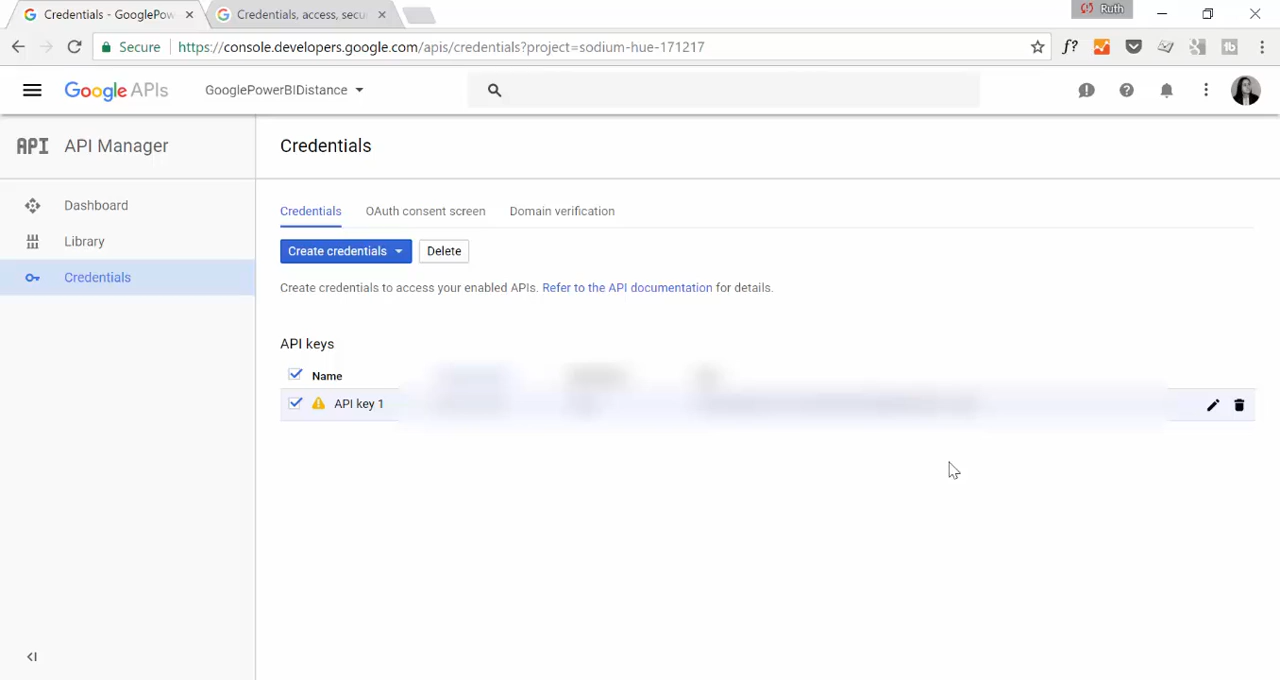 Credentials - GooglePow
Credentials, access, secu
Ruth
Secure
https://console.developers.google.com/apis/credentials?project=sodium-hue-171217
f?
Google APIs
GooglePowerBIDistance
API
API Manager
Credentials
Dashboard
Library
Credentials
Credentials
OAuth consent screen
Domain verification
Create credentials
Delete
Create credentials to access your enabled APIs. Refer to the API documentation for details.
API keys
Name
API key 1